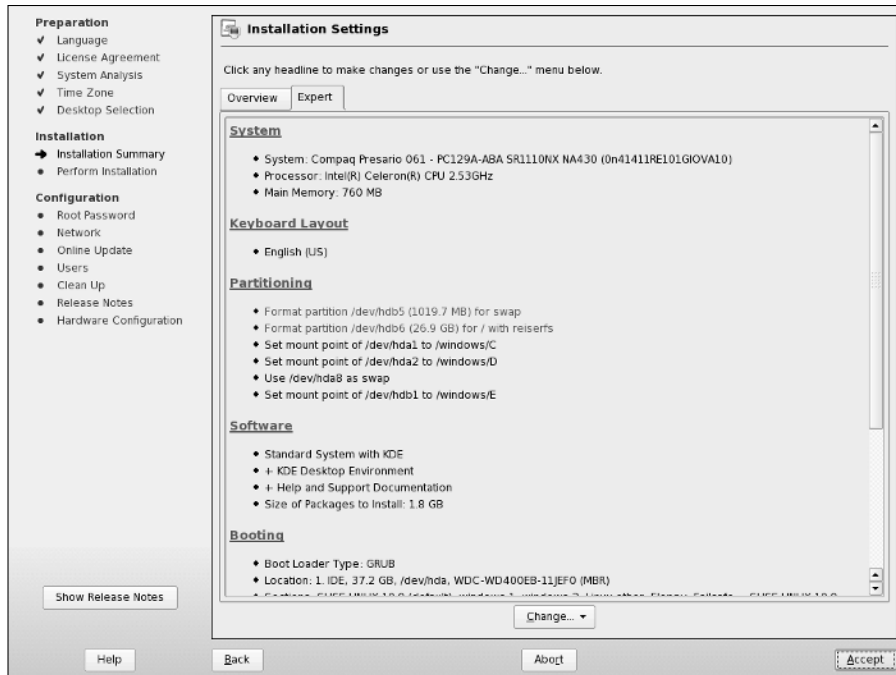 Preparation
Language
License Agreement
System Analysis
Time Zone
Desktop Selection
Installation
Installation Summary
Perform Installation
Configuration
Root Password
Network
Online Update
Users
Clean Up
Release Notes
Hardware Configuration
Show Release Notes
Installation Settings
Click any headline to make changes or use the "Change..." menu below.
Overview
Expert
System
System: Compaq Presario 061 - PC129A-ABA SR1110NX NA430 (0n41411RE101GIOVA10)
Processor: Intel(R) Celeron(R) CPU 2.53GHz
Main Memory: 760 MB
Keyboard Layout
English (US)
Partitioning
Format partition /dev/hdb5 (1019.7 MB) for swap
Format partition /dev/hdb6 (26.9 GB) for / with reiserfs
Set mount point of /dev/hda1 to /windows/C
Set mount point of /dev/hda2 to /windows/D
Use /dev/hda8 as swap
Set mount point of /dev/hdb1 to /windows/E
Software
Standard System with KDE
+ KDE Desktop Environment
+ Help and Support Documentation
Size of Packages to Install: 1.8 GB
Booting
Boot Loader Type: GRUB
Location: 1. IDE, 37.2 GB, /dev/hda, WDC-WD400EB-11JEF0 (MBR)
Change...
Help
Back
Abort
Accept